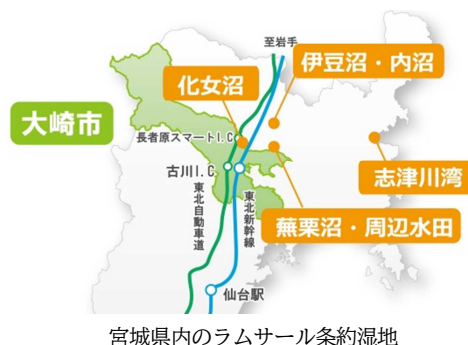 至岩手
伊豆沼・内沼
化女沼
大崎市
長者原スマートI.C
志津川湾
古川I.C
蕪栗沼・周辺水田
東北自動車道
東北新幹線
仙台駅
宮城県内のラムサール条約湿地